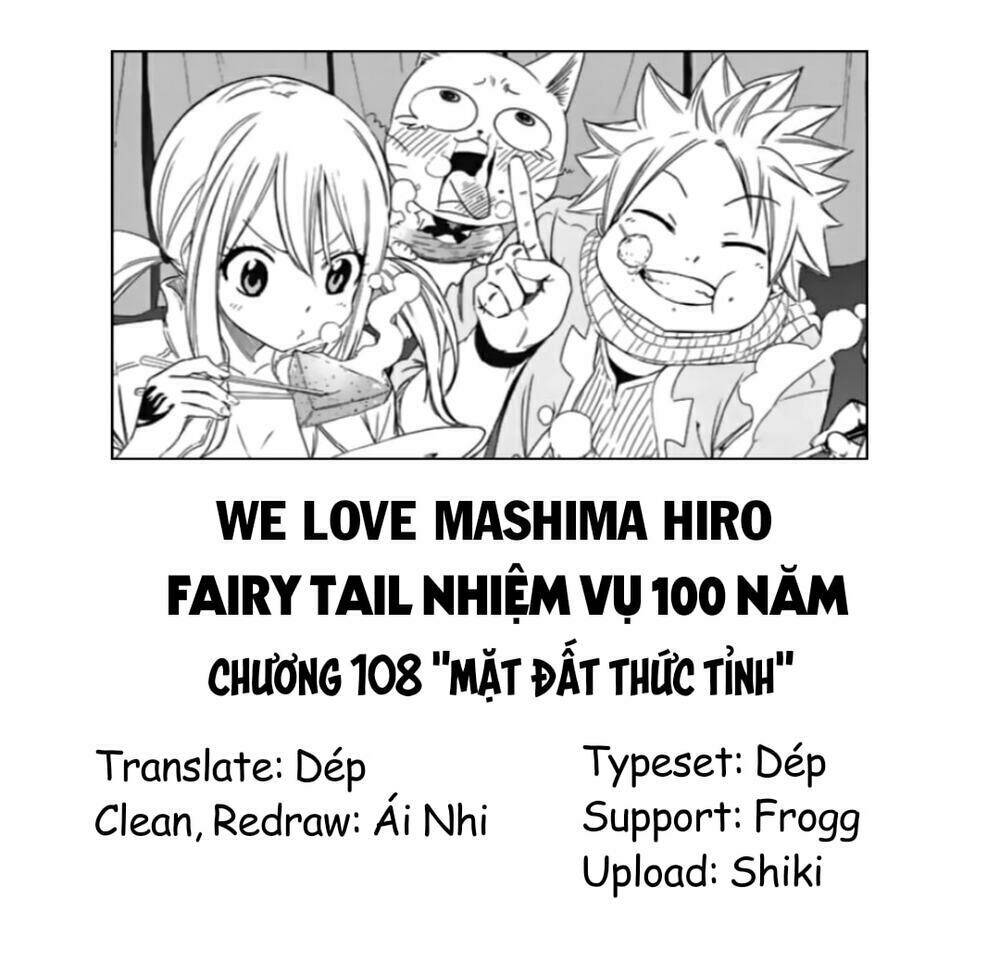 WE LOVE MASHIMA HIRO
FAIRY TAIL NHIỆM VỤ 100 NĂM
CHƯƠNG 108 "MẶT ĐẤT THỨC TỈNH"
Translate: Dép
Clean, Redraw: Ái Nhi
Typeset: Dép
Support: Frogg
Upload: Shiki